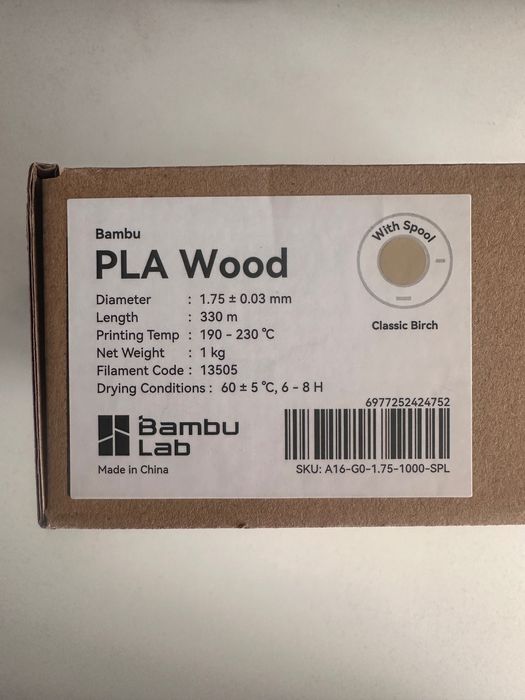 Bambu
PLA Wood
Diameter : 1.75 ± 0.03 mm
Length : 330 m
Printing Temp : 190 - 230 ℃
Net Weight : 1 kg
Filament Code : 13505
Drying Conditions : 60 ± 5 ℃, 6 - 8 H
With Spool
Classic Birch
Bambu
Lab
Made in China
6977252424752
SKU: A16-G0-1.75-1000-SPL